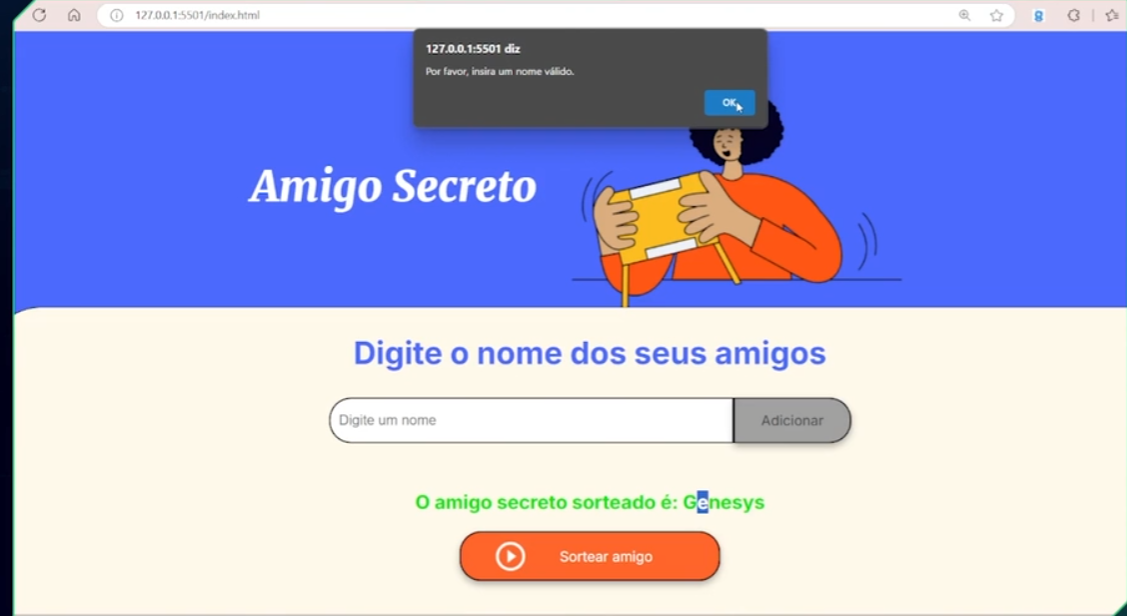 127.0.0.1:5501/index.html
127.0.0.1:5501 diz
Por favor, insira um nome válido.
OK
Amigo Secreto
Digite o nome dos seus amigos
Digite um nome
Adicionar
O amigo secreto sorteado é: Genesys
Sortear amigo